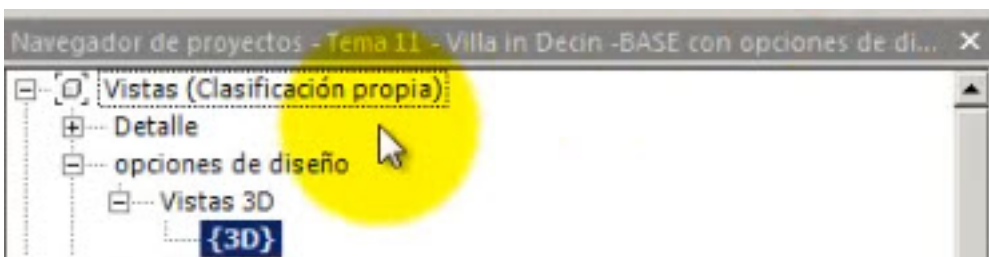 Navegador de proyectos - Tema 11 - Villa in Decin -BASE con opciones de di...
Vistas (Clasificación propia)
Detalle
opciones de diseño
Vistas 3D
{3D}